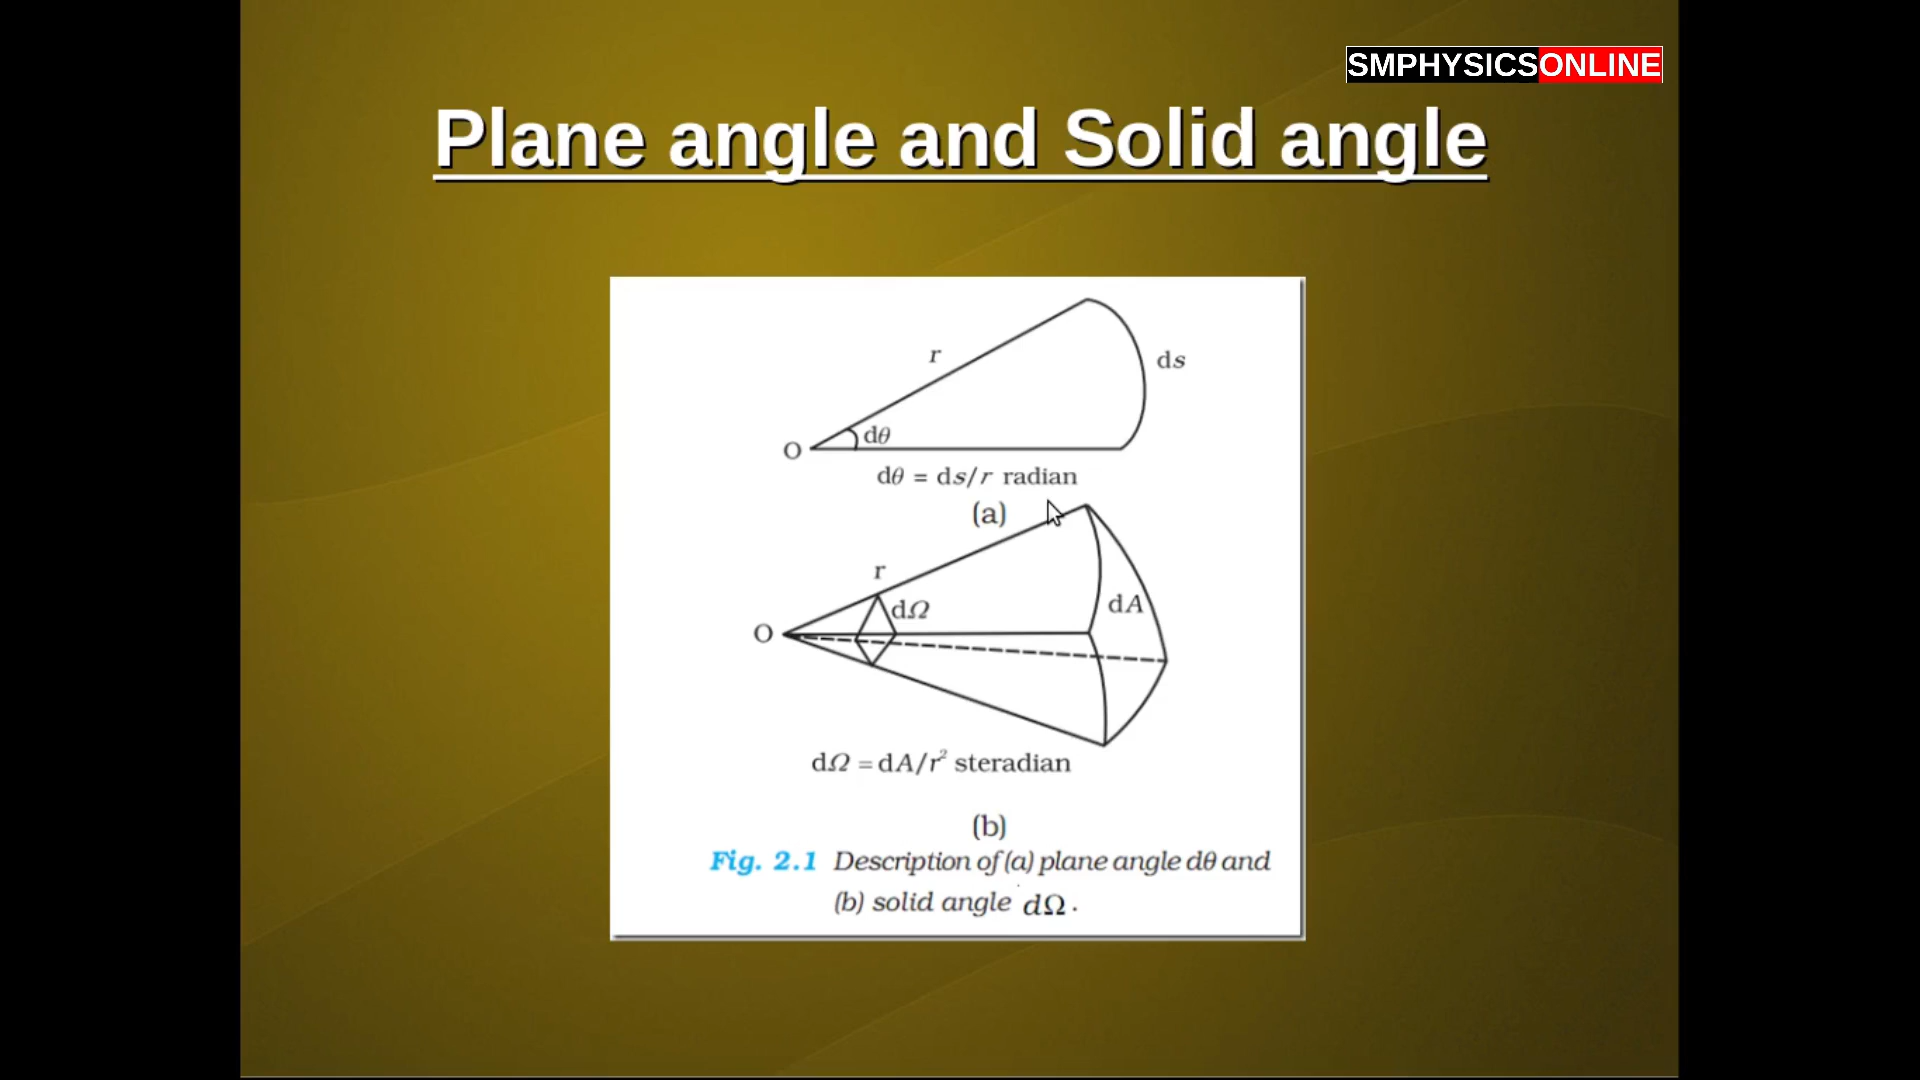 SMPHYSICSONLINE
Plane angle and Solid angle
r
ds
dθ
O
dθ = ds/r radian
(a)
r
dΩ
dA
O
dΩ = dA/r² steradian
(b)
Fig. 2.1 Description of (a) plane angle dθ and
(b) solid angle dΩ.